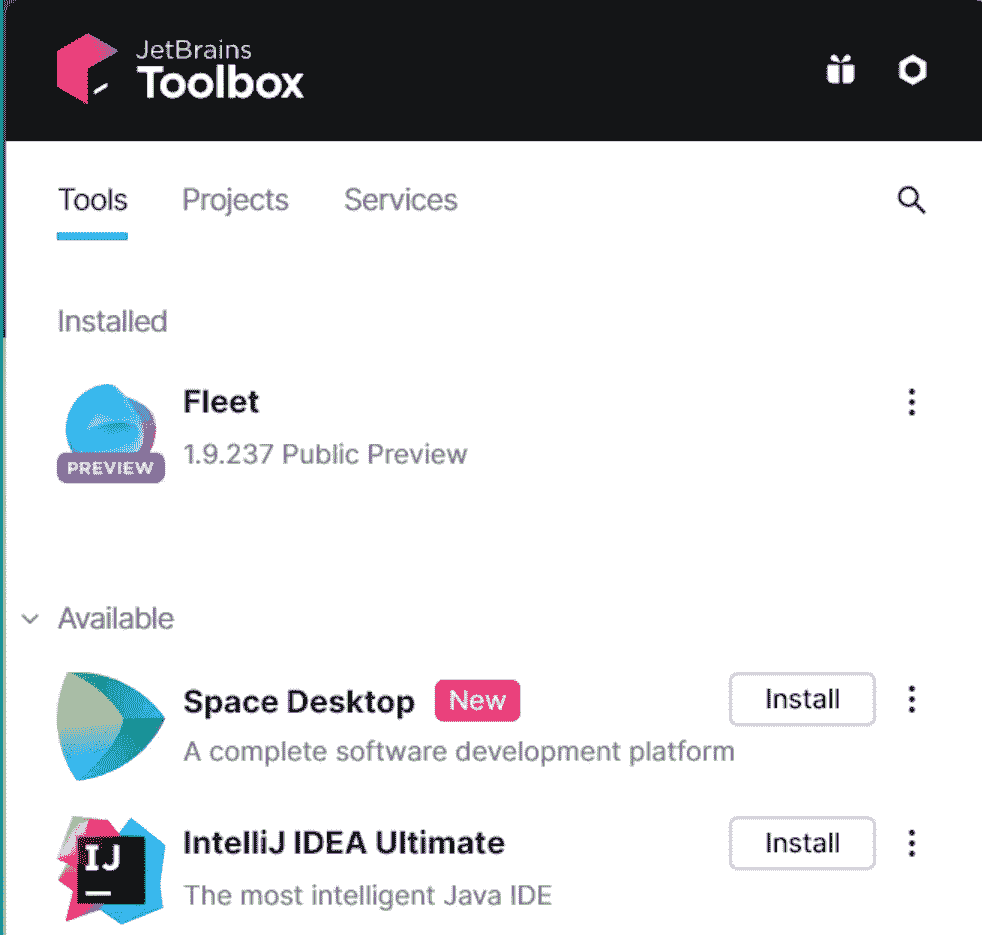 JetBrains
Toolbox
Tools Projects Services
Installed
Fleet
PREVIEW
1.9.237 Public Preview
Available
Space Desktop New Install
A complete software development platform
IJ
IntelliJ IDEA Ultimate Install
The most intelligent Java IDE